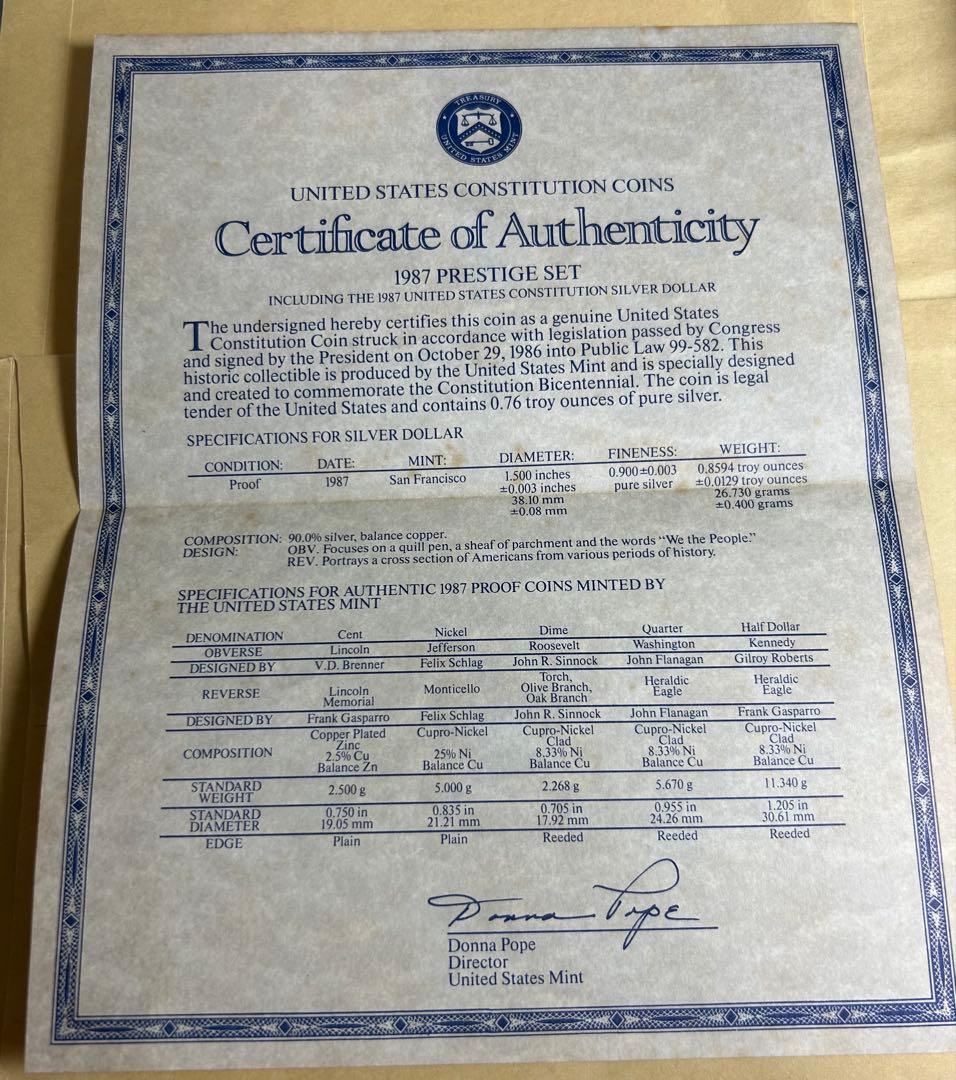 TREASURY
UNITED STATES MINT
UNITED STATES CONSTITUTION COINS
Certificate of Authenticity
1987 PRESTIGE SET
INCLUDING THE 1987 UNITED STATES CONSTITUTION SILVER DOLLAR
The undersigned hereby certifies this coin as a genuine United States
Constitution Coin struck in accordance with legislation passed by Congress
and signed by the President on October 29, 1986 into Public Law 99-582. This
historic collectible is produced by the United States Mint and is specially designed
and created to commemorate the Constitution Bicentennial. The coin is legal
tender of the United States and contains 0.76 troy ounces of pure silver.
SPECIFICATIONS FOR SILVER DOLLAR
CONDITION: DATE: MINT: DIAMETER: FINENESS: WEIGHT:
Proof 1987 San Francisco 1.500 inches 0.900±0.003 0.8594 troy ounces
±0.003 inches pure silver ±0.0129 troy ounces
38.10 mm 26.730 grams
±0.08 mm ±0.400 grams
COMPOSITION: 90.0% silver, balance copper.
DESIGN: OBV. Focuses on a quill pen, a sheaf of parchment and the words “We the People.”
REV. Portrays a cross section of Americans from various periods of history.
SPECIFICATIONS FOR AUTHENTIC 1987 PROOF COINS MINTED BY
THE UNITED STATES MINT
DENOMINATION Cent Nickel Dime Quarter Half Dollar
OBVERSE Lincoln Jefferson Roosevelt Washington Kennedy
DESIGNED BY V.D. Brenner Felix Schlag John R. Sinnock John Flanagan Gilroy Roberts
REVERSE Lincoln Monticello Torch, Heraldic Heraldic
Memorial Olive Branch, Eagle Eagle
Oak Branch
DESIGNED BY Frank Gasparro Felix Schlag John R. Sinnock John Flanagan Frank Gasparro
COMPOSITION Copper Plated Cupro-Nickel Cupro-Nickel Cupro-Nickel Cupro-Nickel
Zinc Clad Clad Clad
2.5% Cu 25% Ni 8.33% Ni 8.33% Ni 8.33% Ni
Balance Zn Balance Cu Balance Cu Balance Cu Balance Cu
STANDARD WEIGHT 2.500 g 5.000 g 2.268 g 5.670 g 11.340 g
STANDARD 0.750 in 0.835 in 0.705 in 0.955 in 1.205 in
DIAMETER 19.05 mm 21.21 mm 17.92 mm 24.26 mm 30.61 mm
EDGE Plain Plain Reeded Reeded Reeded
Donna Pope
Donna Pope
Director
United States Mint